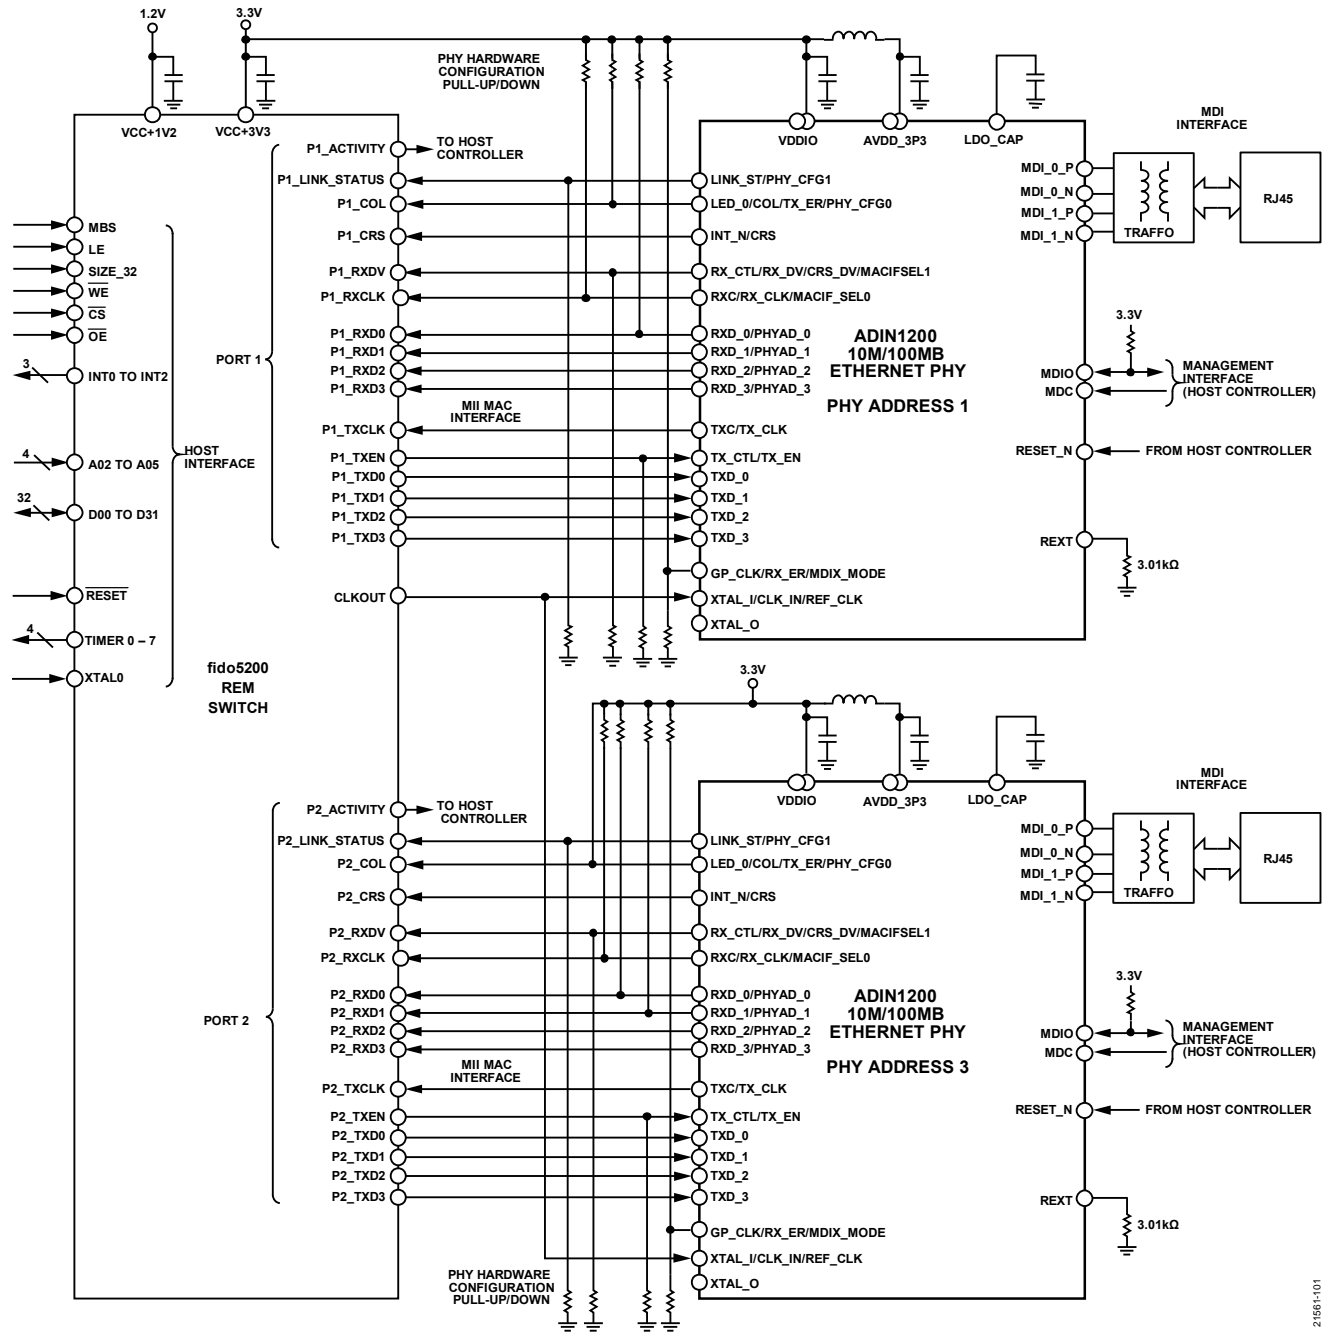 1.2V
3.3V
PHY HARDWARE
CONFIGURATION
PULL-UP/DOWN
VCC+1V2
VCC+3V3
VDDIO
AVDD_3P3
LDO_CAP
MDI
INTERFACE
P1_ACTIVITY
TO HOST
CONTROLLER
P1_LINK_STATUS
P1_COL
P1_CRS
P1_RXDV
P1_RXCLK
P1_RXD0
P1_RXD1
P1_RXD2
P1_RXD3
MII MAC
INTERFACE
P1_TXCLK
P1_TXEN
P1_TXD0
P1_TXD1
P1_TXD2
P1_TXD3
CLKOUT
PORT 1
MBS
LE
SIZE_32
WE
CS
OE
3
INT0 TO INT2
HOST
INTERFACE
4
A02 TO A05
32
D00 TO D31
RESET
4
TIMER 0 – 7
XTAL0
fido5200
REM
SWITCH
LINK_ST/PHY_CFG1
LED_0/COL/TX_ER/PHY_CFG0
INT_N/CRS
RX_CTL/RX_DV/CRS_DV/MACIFSEL1
RXC/RX_CLK/MACIF_SEL0
RXD_0/PHYAD_0
RXD_1/PHYAD_1
RXD_2/PHYAD_2
RXD_3/PHYAD_3
TXC/TX_CLK
TX_CTL/TX_EN
TXD_0
TXD_1
TXD_2
TXD_3
GP_CLK/RX_ER/MDIX_MODE
XTAL_I/CLK_IN/REF_CLK
XTAL_O
ADIN1200
10M/100MB
ETHERNET PHY
PHY ADDRESS 1
MDI_0_P
MDI_0_N
MDI_1_P
MDI_1_N
TRAFFO
RJ45
3.3V
MDIO
MDC
MANAGEMENT
INTERFACE
(HOST CONTROLLER)
RESET_N
FROM HOST CONTROLLER
REXT
3.01kΩ
3.3V
VDDIO
AVDD_3P3
LDO_CAP
MDI
INTERFACE
P2_ACTIVITY
TO HOST
CONTROLLER
P2_LINK_STATUS
P2_COL
P2_CRS
P2_RXDV
P2_RXCLK
P2_RXD0
P2_RXD1
P2_RXD2
P2_RXD3
MII MAC
INTERFACE
P2_TXCLK
P2_TXEN
P2_TXD0
P2_TXD1
P2_TXD2
P2_TXD3
PORT 2
PHY HARDWARE
CONFIGURATION
PULL-UP/DOWN
LINK_ST/PHY_CFG1
LED_0/COL/TX_ER/PHY_CFG0
INT_N/CRS
RX_CTL/RX_DV/CRS_DV/MACIFSEL1
RXC/RX_CLK/MACIF_SEL0
RXD_0/PHYAD_0
RXD_1/PHYAD_1
RXD_2/PHYAD_2
RXD_3/PHYAD_3
TXC/TX_CLK
TX_CTL/TX_EN
TXD_0
TXD_1
TXD_2
TXD_3
GP_CLK/RX_ER/MDIX_MODE
XTAL_I/CLK_IN/REF_CLK
XTAL_O
ADIN1200
10M/100MB
ETHERNET PHY
PHY ADDRESS 3
MDI_0_P
MDI_0_N
MDI_1_P
MDI_1_N
TRAFFO
RJ45
3.3V
MDIO
MDC
MANAGEMENT
INTERFACE
(HOST CONTROLLER)
RESET_N
FROM HOST CONTROLLER
REXT
3.01kΩ
21561-101